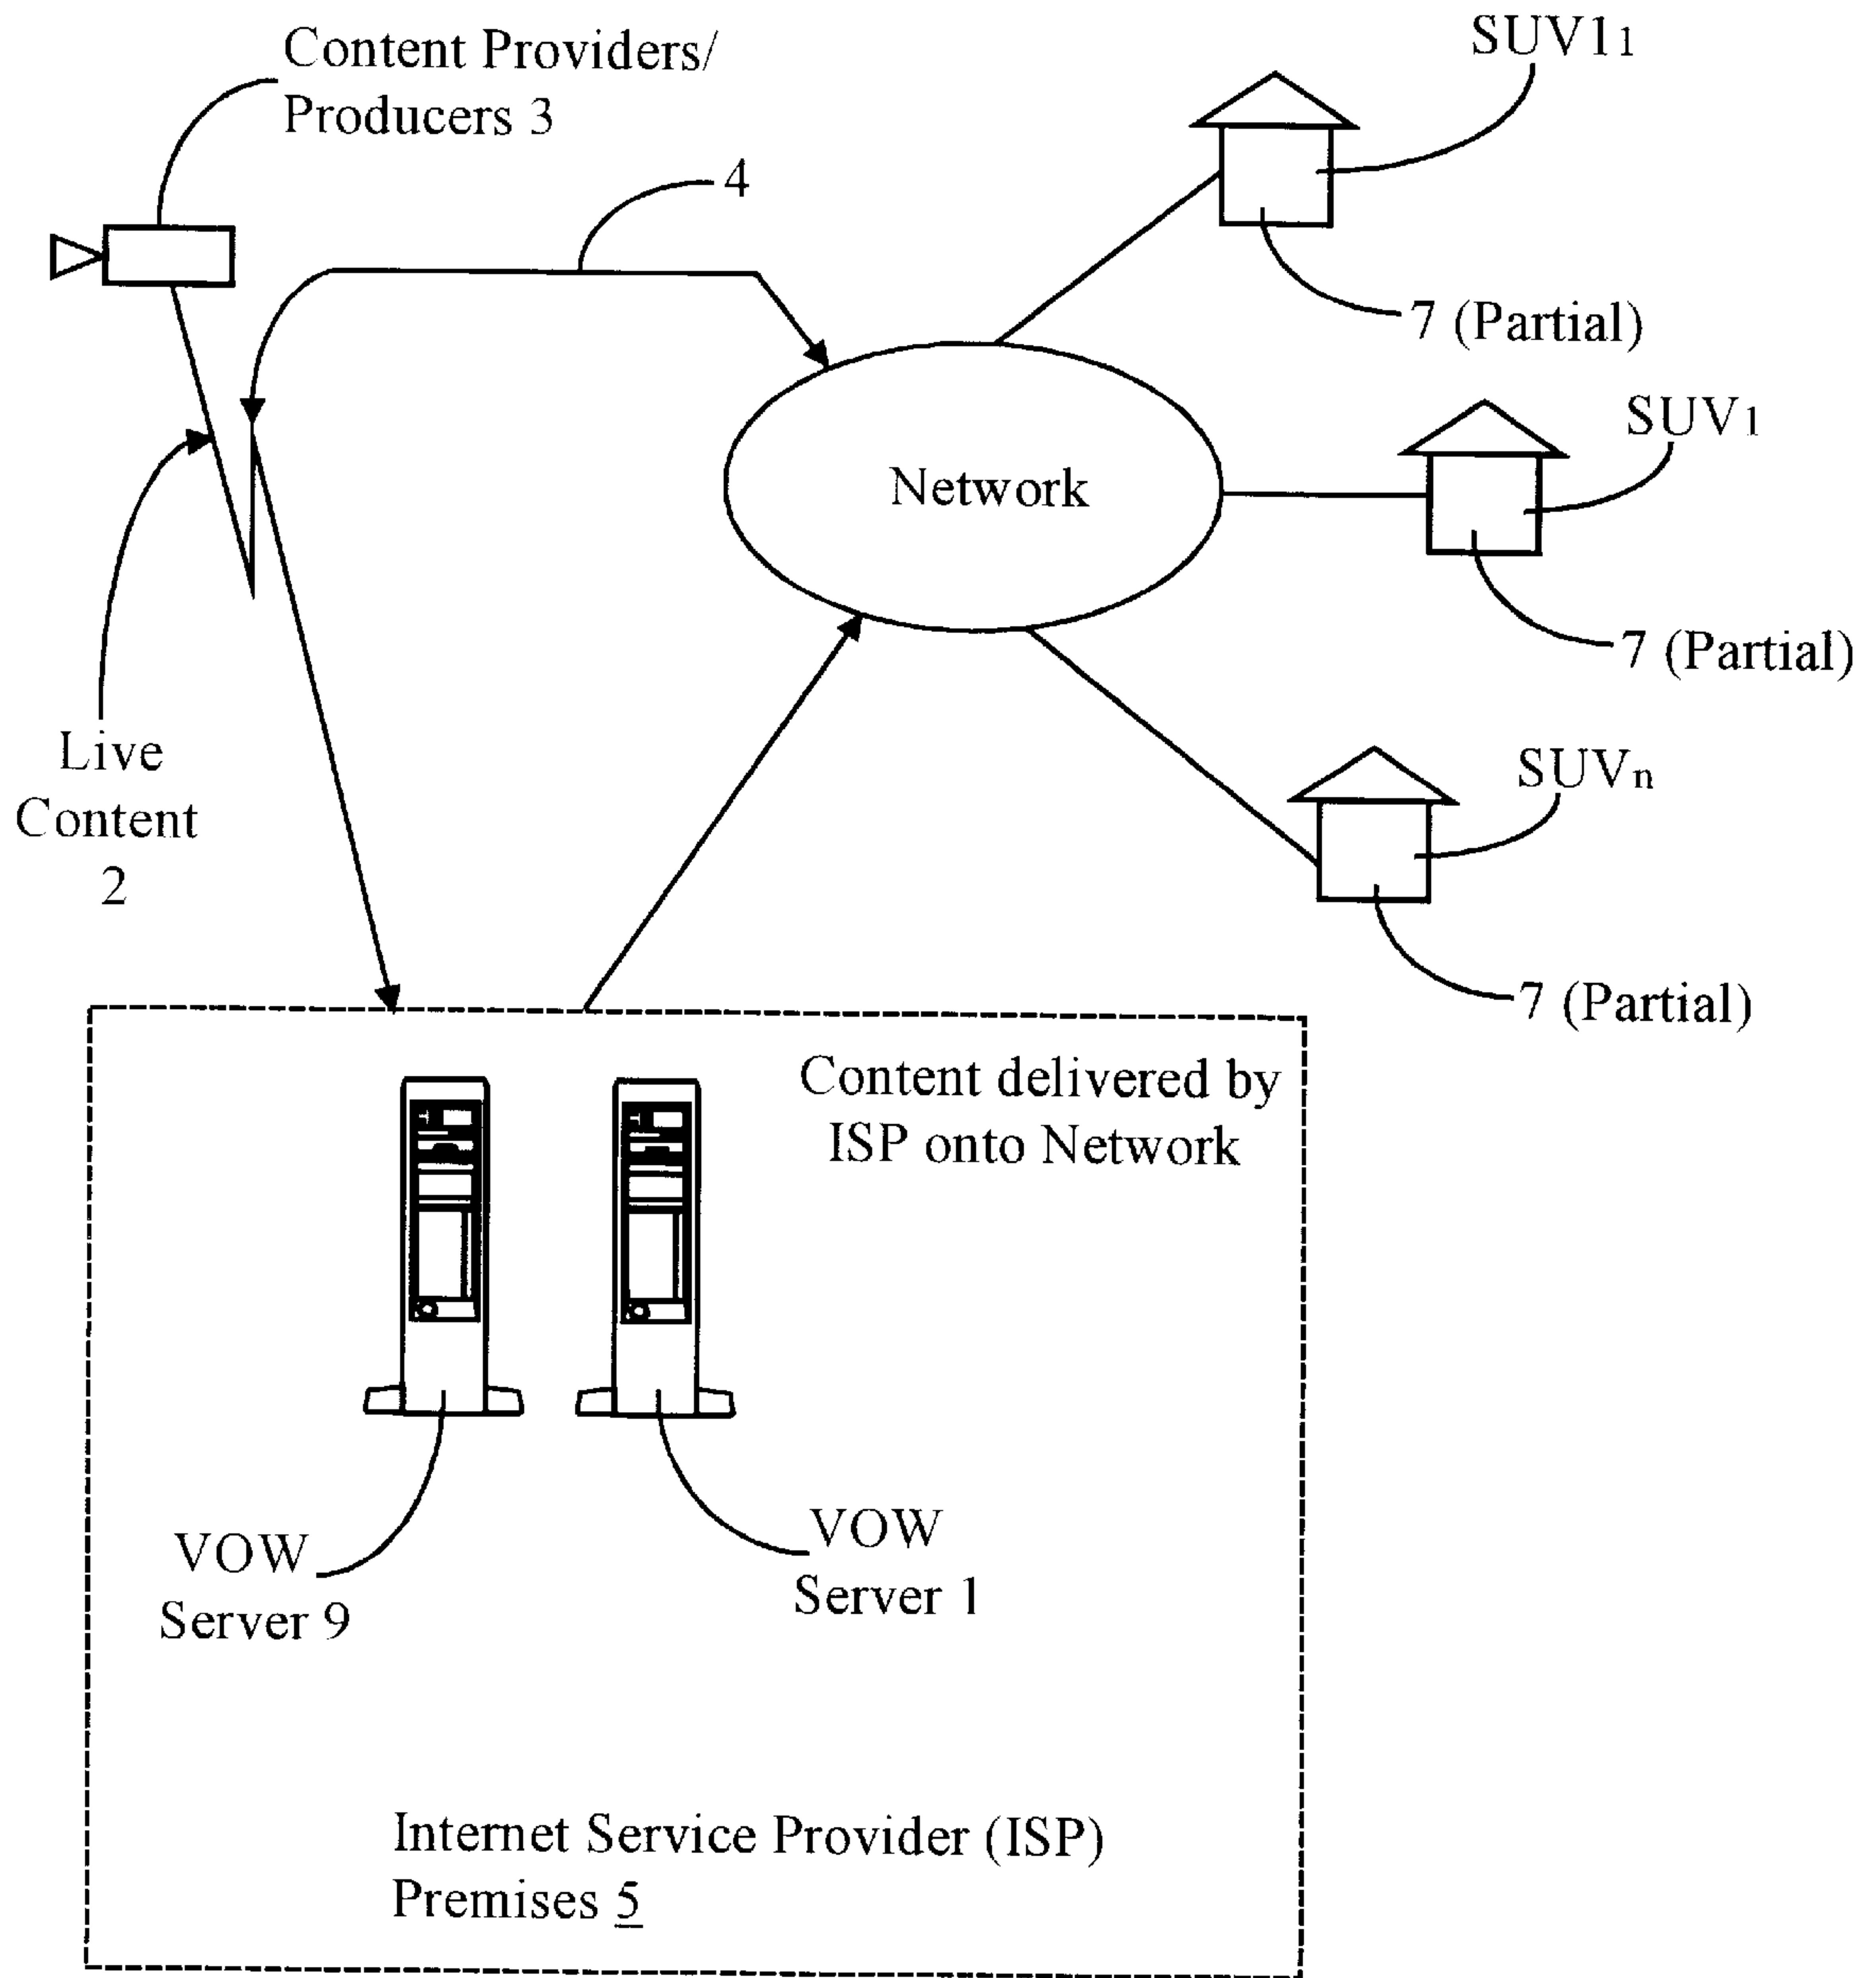 Content Providers/
Producers 3
SUV1₁
4
7 (Partial)
SUV₁
Network
7 (Partial)
Live
Content
2
SUVₙ
7 (Partial)
Content delivered by
ISP onto Network
VOW
Server 9
VOW
Server 1
Internet Service Provider (ISP)
Premises 5